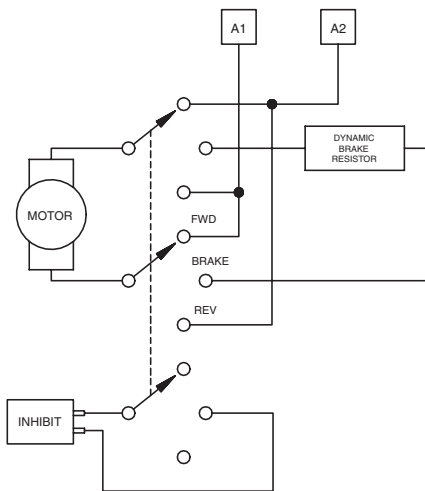 A1
A2
DYNAMIC
BRAKE
RESISTOR
MOTOR
FWD
BRAKE
REV
INHIBIT